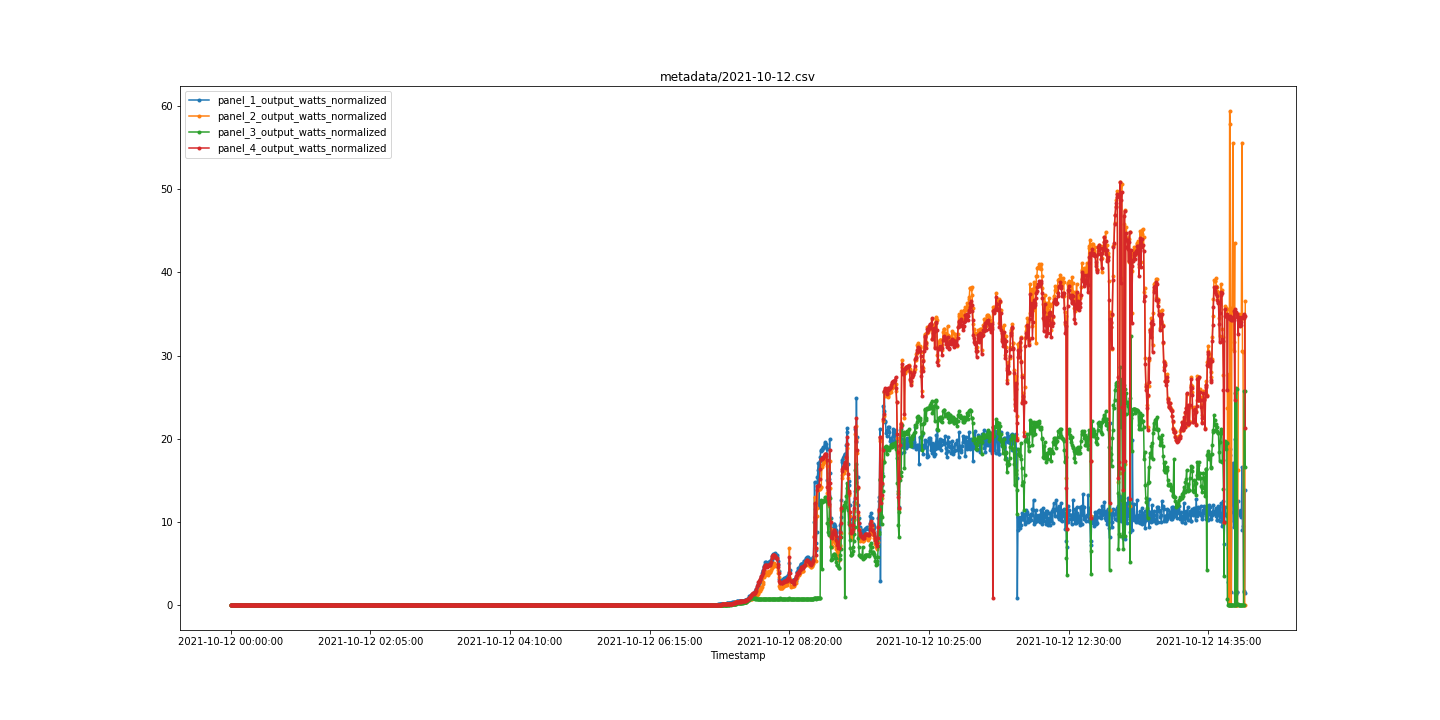 metadata/2021-10-12.csv
panel_1_output_watts_normalized
panel_2_output_watts_normalized
panel_3_output_watts_normalized
panel_4_output_watts_normalized
60
50
40
30
20
10
0
2021-10-12 00:00:00 2021-10-12 02:05:00 2021-10-12 04:10:00 2021-10-12 06:15:00 2021-10-12 08:20:00 2021-10-12 10:25:00 2021-10-12 12:30:00 2021-10-12 14:35:00
Timestamp